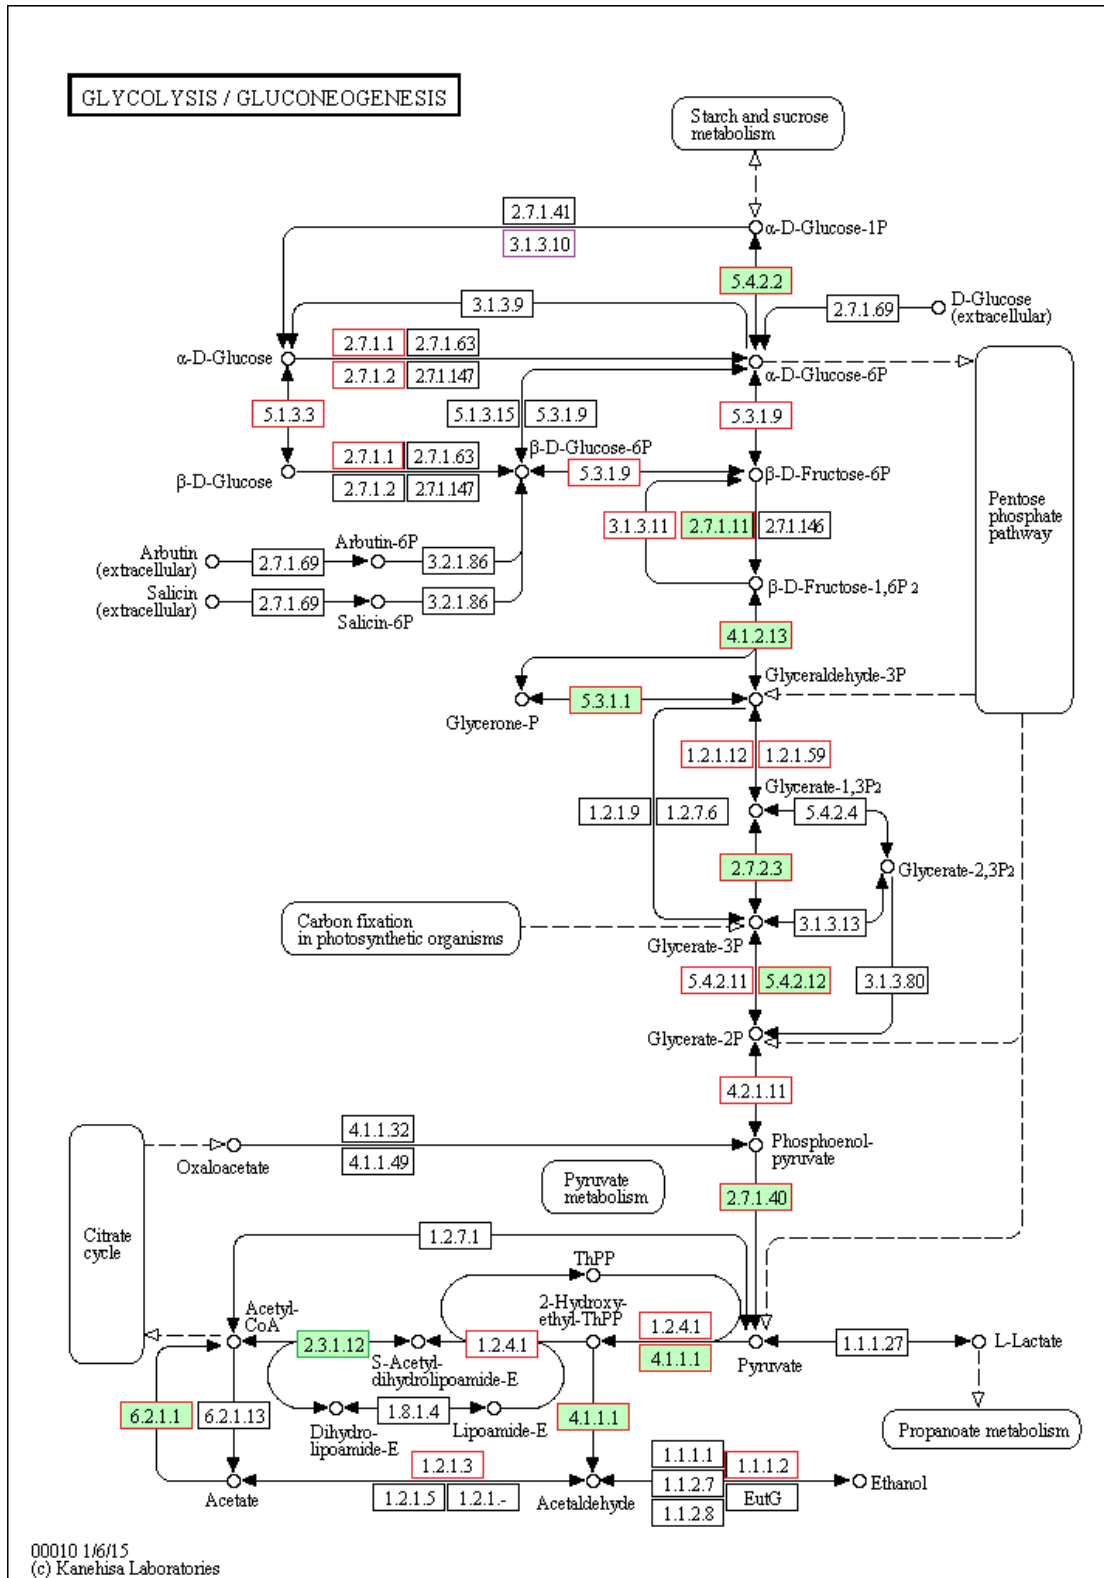 GLYCOLYSIS / GLUCONEOGENESIS
Starch and sucrose
metabolism
2.7.1.41
α-D-Glucose-1P
3.1.3.10
5.4.2.2
3.1.3.9
2.7.1.69
D-Glucose
(extracellular)
α-D-Glucose
2.7.1.1
2.7.1.63
2.7.1.2
2.7.1.147
α-D-Glucose-6P
5.1.3.3
5.1.3.15
5.3.1.9
5.3.1.9
β-D-Glucose
2.7.1.1
2.7.1.63
2.7.1.2
2.7.1.147
β-D-Glucose-6P
5.3.1.9
β-D-Fructose-6P
Pentose
phosphate
pathway
3.1.3.11
2.7.1.11
2.7.1.146
Arbutin
(extracellular)
2.7.1.69
Arbutin-6P
3.2.1.86
Salicin
(extracellular)
2.7.1.69
Salicin-6P
3.2.1.86
β-D-Fructose-1,6P2
4.1.2.13
Glyceraldehyde-3P
Glycerone-P
5.3.1.1
1.2.1.12
1.2.1.59
Glycerate-1,3P2
1.2.1.9
1.2.7.6
5.4.2.4
2.7.2.3
Glycerate-2,3P2
Carbon fixation
in photosynthetic organisms
3.1.3.13
Glycerate-3P
5.4.2.11
5.4.2.12
3.1.3.80
Glycerate-2P
4.2.1.11
4.1.1.32
Oxaloacetate
4.1.1.49
Phosphoenol-
pyruvate
Pyruvate
metabolism
2.7.1.40
Citrate
cycle
1.2.7.1
ThPP
Acetyl-
CoA
2-Hydroxy-
ethyl-ThPP
2.3.1.12
S-Acetyl-
dihydrolipoamide-E
1.2.4.1
1.2.4.1
4.1.1.1
Pyruvate
1.1.1.27
L-Lactate
6.2.1.1
6.2.1.13
Dihydro-
lipoamide-E
1.8.1.4
Lipoamide-E
4.1.1.1
Propanoate metabolism
Acetate
1.2.1.3
1.2.1.5
1.2.1.-
Acetaldehyde
1.1.1.1
1.1.1.2
1.1.2.7
EutG
1.1.2.8
Ethanol
00010 1/6/15
(c) Kanehisa Laboratories